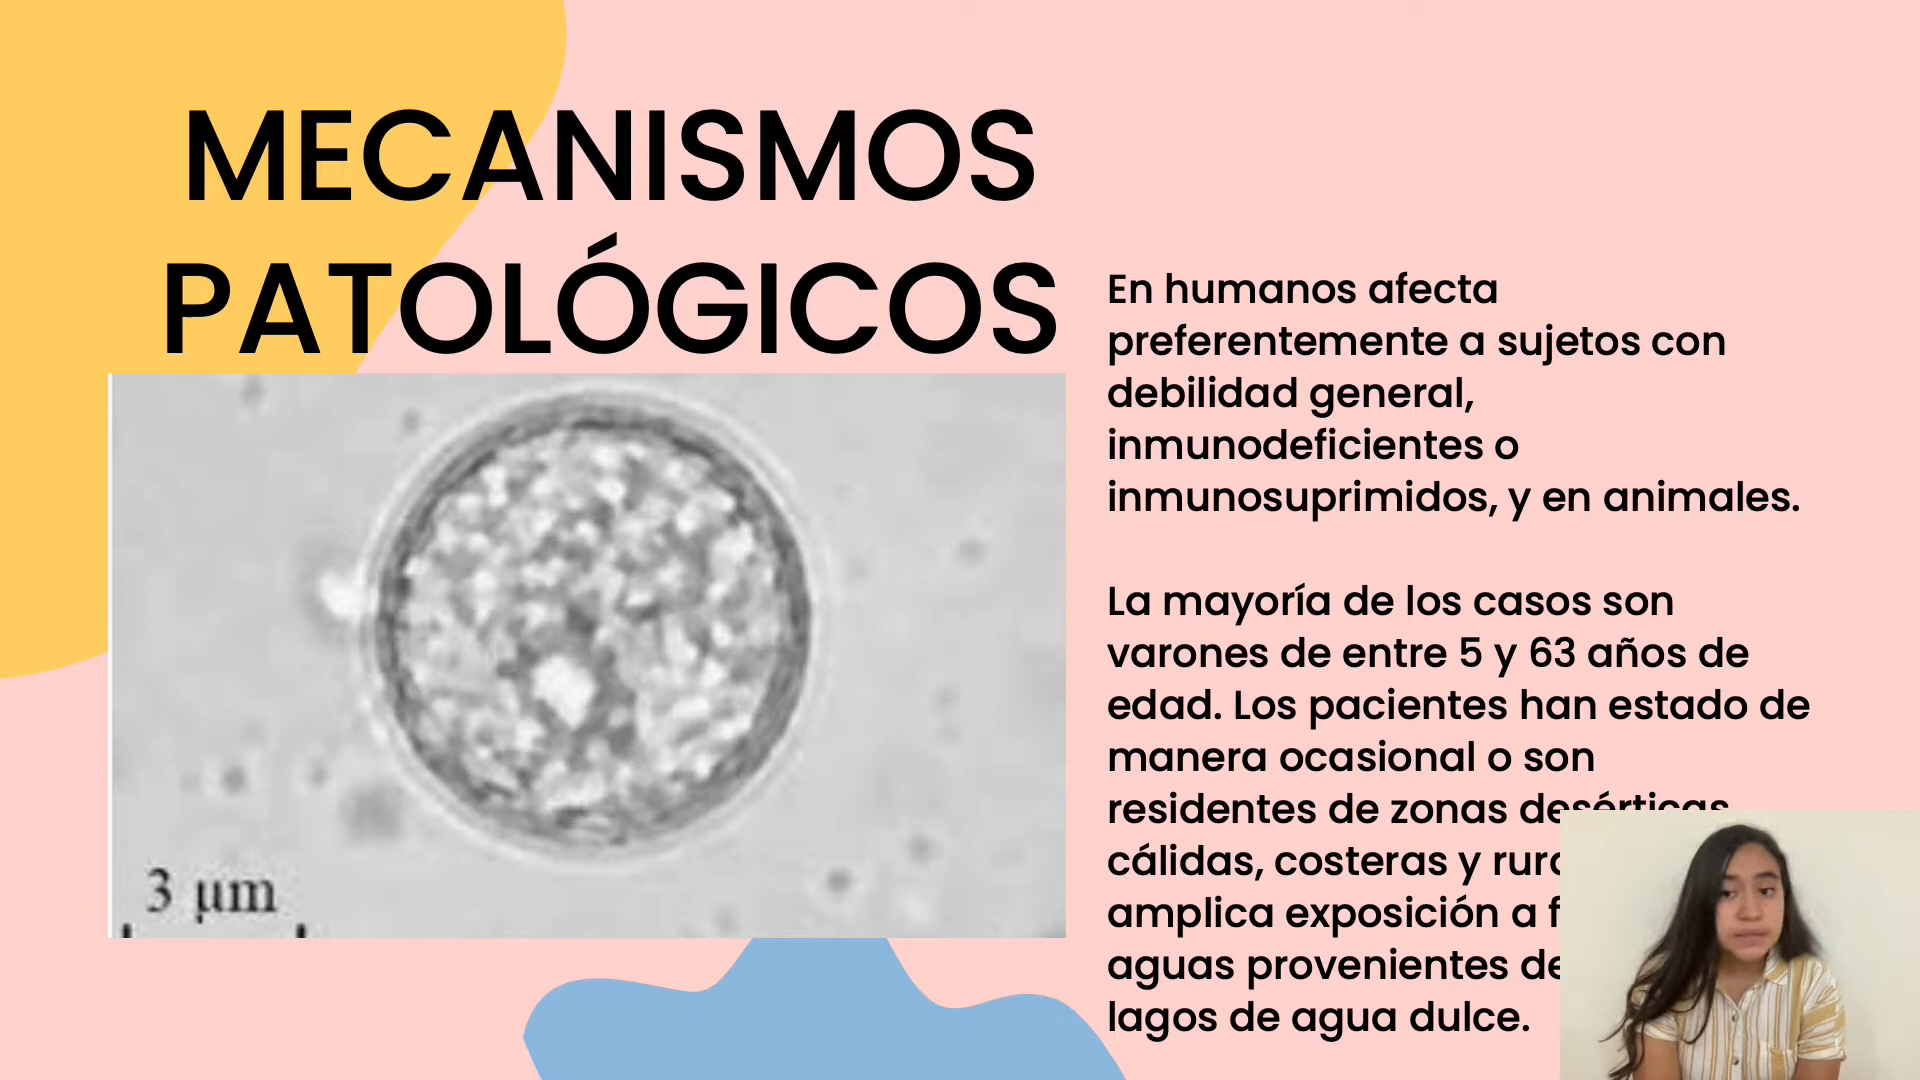 MECANISMOS
PATOLÓGICOS
En humanos afecta
preferentemente a sujetos con
debilidad general,
inmunodeficientes o
inmunosuprimidos, y en animales.
La mayoría de los casos son
varones de entre 5 y 63 años de
edad. Los pacientes han estado de
manera ocasional o son
residentes de zonas desérticas
cálidas, costeras y
amplica exposición a
aguas provenientes
lagos de agua dulce.
3 μm